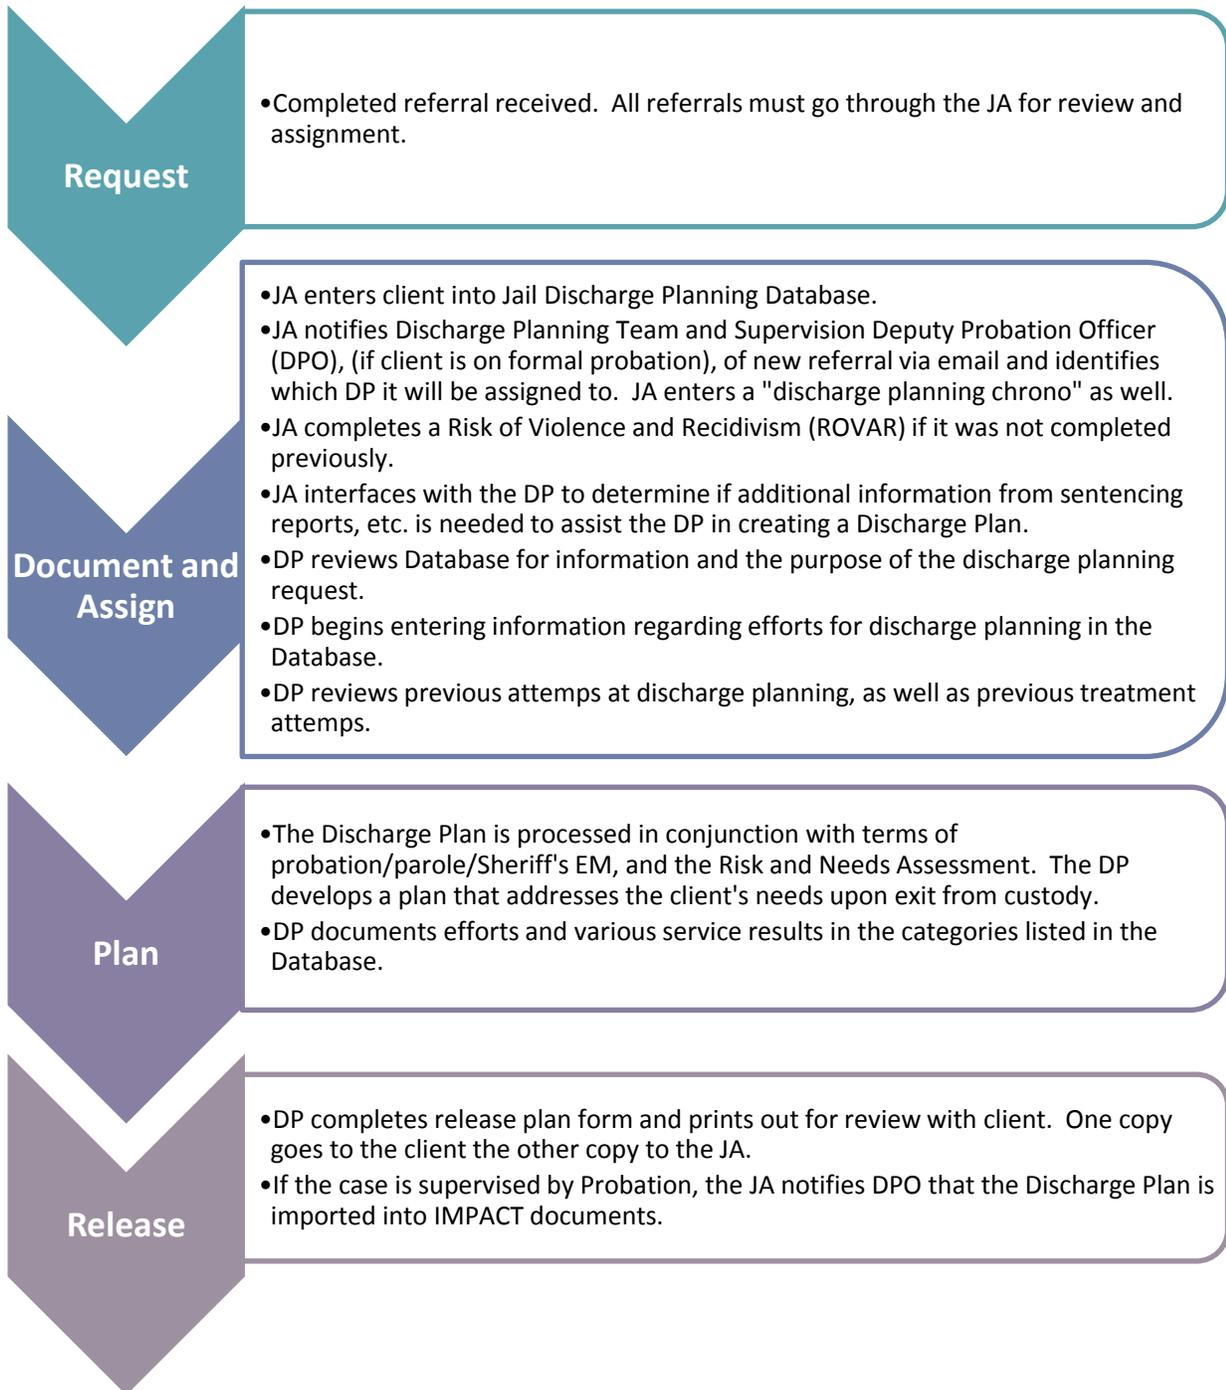 Request
•Completed referral received.  All referrals must go through the JA for review and
assignment.
Document and
Assign
•JA enters client into Jail Discharge Planning Database.
•JA notifies Discharge Planning Team and Supervision Deputy Probation Officer
(DPO), (if client is on formal probation), of new referral via email and identifies
which DP it will be assigned to.  JA enters a "discharge planning chrono" as well.
•JA completes a Risk of Violence and Recidivism (ROVAR) if it was not completed
previously.
•JA interfaces with the DP to determine if additional information from sentencing
reports, etc. is needed to assist the DP in creating a Discharge Plan.
•DP reviews Database for information and the purpose of the discharge planning
request.
•DP begins entering information regarding efforts for discharge planning in the
Database.
•DP reviews previous attemps at discharge planning, as well as previous treatment
attemps.
Plan
•The Discharge Plan is processed in conjunction with terms of
probation/parole/Sheriff's EM, and the Risk and Needs Assessment.  The DP
develops a plan that addresses the client's needs upon exit from custody.
•DP documents efforts and various service results in the categories listed in the
Database.
Release
•DP completes release plan form and prints out for review with client.  One copy
goes to the client the other copy to the JA.
•If the case is supervised by Probation, the JA notifies DPO that the Discharge Plan is
imported into IMPACT documents.